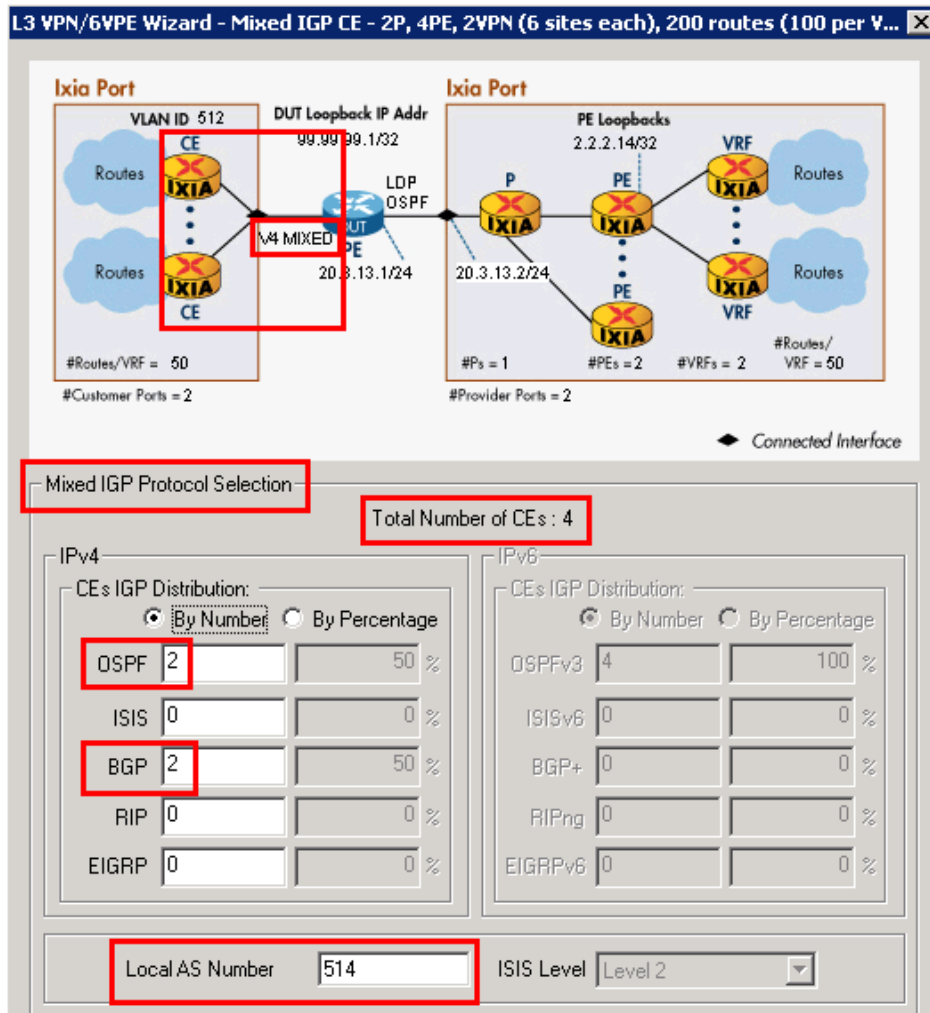 L3 VPN/6VPE Wizard - Mixed IGP CE - 2P, 4PE, 2VPN (6 sites each), 200 routes (100 per V...
Ixia Port
Ixia Port
VLAN ID 512
DUT Loopback IP Addr
99.99.99.1/32
PE Loopbacks
2.2.2.14/32
CE
VRF
Routes
IXIA
LDP
OSPF
P
PE
IXIA
Routes
DUT
IXIA
IXIA
V4 MIXED
PE
20.3.13.1/24
20.3.13.2/24
Routes
IXIA
CE
PE
IXIA
IXIA
VRF
Routes
#Routes/VRF = 50
#Ps = 1
#PEs = 2
#VRFs = 2
#Routes/
VRF = 50
#Customer Ports = 2
#Provider Ports = 2
Connected Interface
Mixed IGP Protocol Selection
Total Number of CEs : 4
IPv4
CEs IGP Distribution:
By Number
By Percentage
OSPF 2 50 %
ISIS 0 0 %
BGP 2 50 %
RIP 0 0 %
EIGRP 0 0 %
IPv6
CEs IGP Distribution:
By Number
By Percentage
OSPFv3 4 100 %
ISISv6 0 0 %
BGP+ 0 0 %
RIPng 0 0 %
EIGRPv6 0 0 %
Local AS Number 514
ISIS Level Level 2